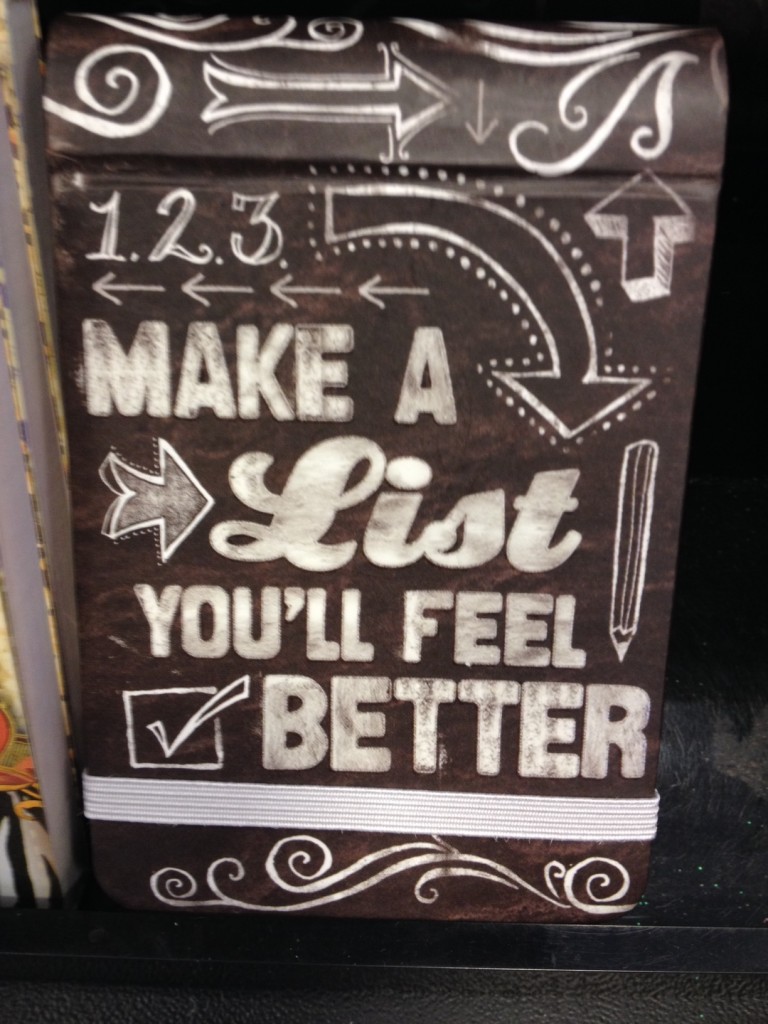 1.2.3.
MAKE A
List
YOU'LL FEEL
BETTER